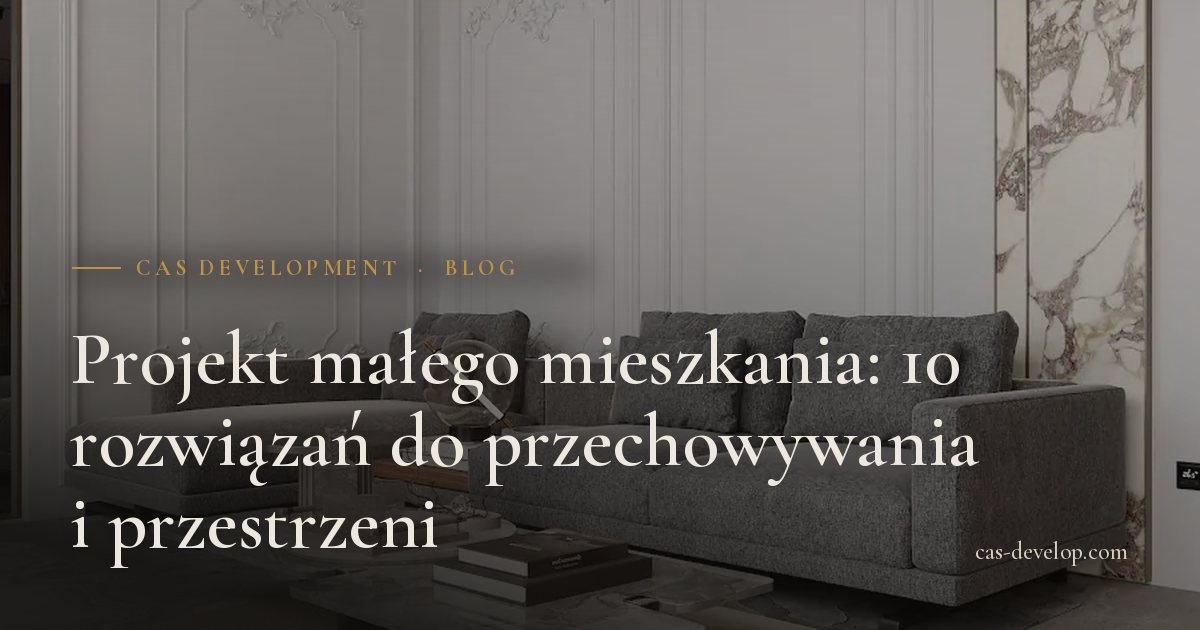 CAS DEVELOPMENT · BLOG
Projekt małego mieszkania: 10
rozwiązań do przechowywania
i przestrzeni
cas-develop.com